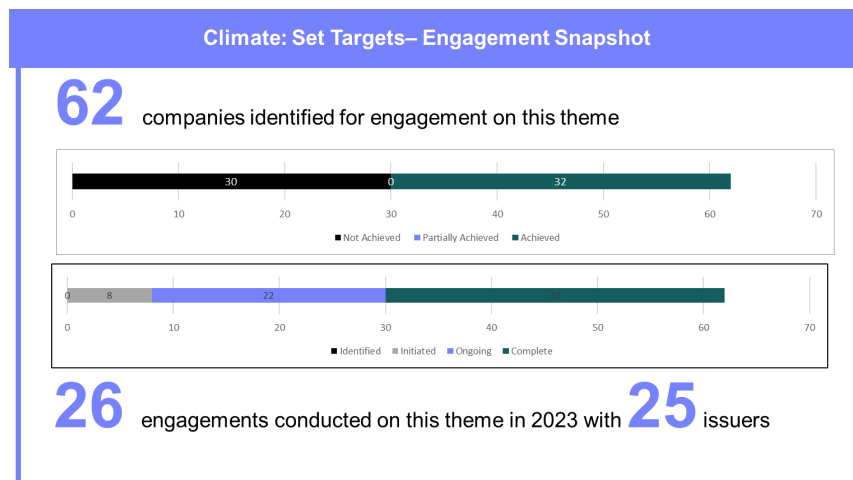 Climate: Set Targets– Engagement Snapshot
62 companies identified for engagement on this theme
30 0 32
0 10 20 30 40 50 60 70
Not Achieved Partially Achieved Achieved
0 8 22
0 10 20 30 40 50 60 70
Identified Initiated Ongoing Complete
26 engagements conducted on this theme in 2023 with 25 issuers